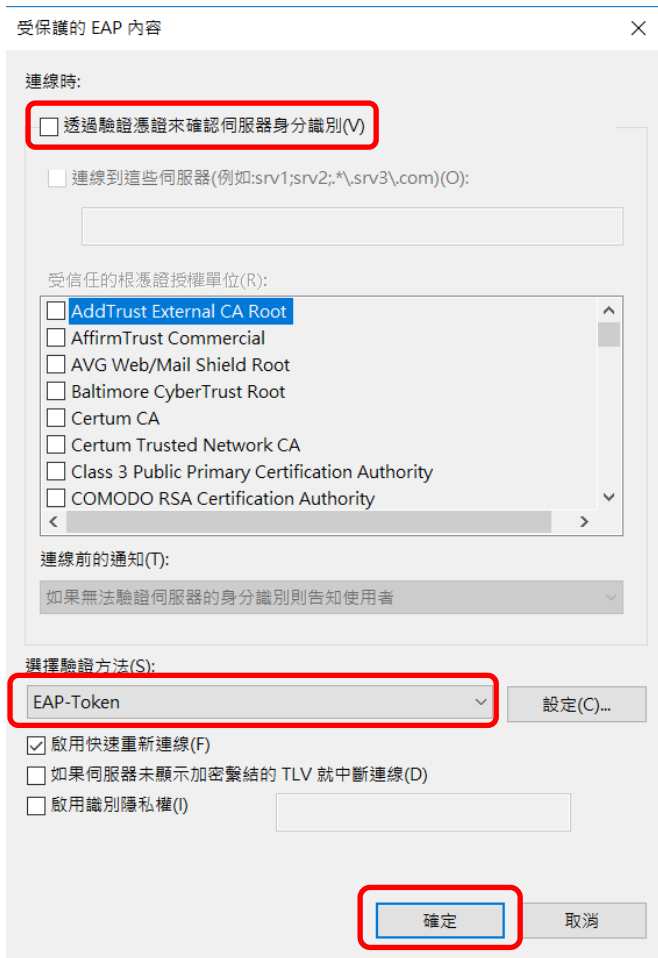 受保護的 EAP 內容
連線時:
透過驗證憑證來確認伺服器身分識別(V)
連線到這些伺服器(例如:srv1;srv2;.*\.srv3\.com)(O):
受信任的根憑證授權單位(R):
AddTrust External CA Root
AffirmTrust Commercial
AVG Web/Mail Shield Root
Baltimore CyberTrust Root
Certum CA
Certum Trusted Network CA
Class 3 Public Primary Certification Authority
COMODO RSA Certification Authority
連線前的通知(T):
如果無法驗證伺服器的身分識別則告知使用者
選擇驗證方法(S):
EAP-Token
設定(C)...
啟用快速重新連線(F)
如果伺服器未顯示加密繫結的 TLV 就中斷連線(D)
啟用識別隱私權(I)
確定
取消